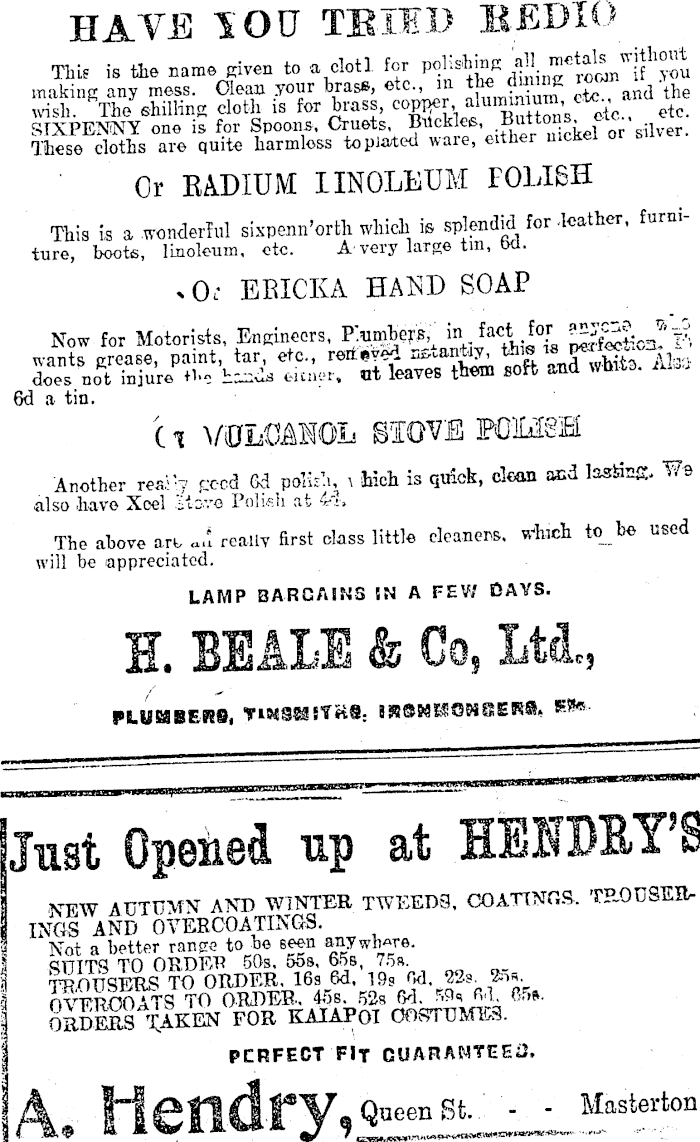 HAVE YOU TRIED REDIO
This is the name given to a cloth for polishing all metals without
making any mess. Clean your brass, etc., in the dining room if you
wish. The shilling cloth is for brass, copper, aluminium, etc., and the
SIXPENNY one is for Spoons, Cruets, Buckles, Buttons, etc., etc.
These cloths are quite harmless to plated ware, either nickel or silver.
Or RADIUM LINOLEUM POLISH
This is a wonderful sixpenn'orth which is splendid for leather, furni-
ture, boots, linoleum, etc. A very large tin, 6d.
Or ERICKA HAND SOAP
Now for Motorists, Engineers, Plumbers, in fact for anyone who
wants grease, paint, tar, etc., removed nstantly, this is perfection. It
does not injure the hands either, ut leaves them soft and white. Also
6d a tin.
Or VULCANOL STOVE POLISH
Another really good 6d polish, which is quick, clean and lasting. We
also have Xcel Stove Polish at 4d.
The above are all really first class little cleaners, which to be used
will be appreciated.
LAMP BARGAINS IN A FEW DAYS.
H. BEALE & Co, Ltd.,
PLUMBERS, TINSMITHS, IRONMONGERS, Etc.
Just Opened up at HENDRY'S
NEW AUTUMN AND WINTER TWEEDS, COATINGS. TROUSER-
INGS AND OVERCOATINGS.
Not a better range to be seen anywhere.
SUITS TO ORDER 50s, 55s, 65s, 75s.
TROUSERS TO ORDER, 16s 6d, 19s 6d, 22s. 25s.
OVERCOATS TO ORDER, 45s. 52s 6d, 59s 6d, 65s.
ORDERS TAKEN FOR KAIAPOI COSTUMES.
PERFECT FIT GUARANTEED.
A. Hendry, Queen St. - - Masterton